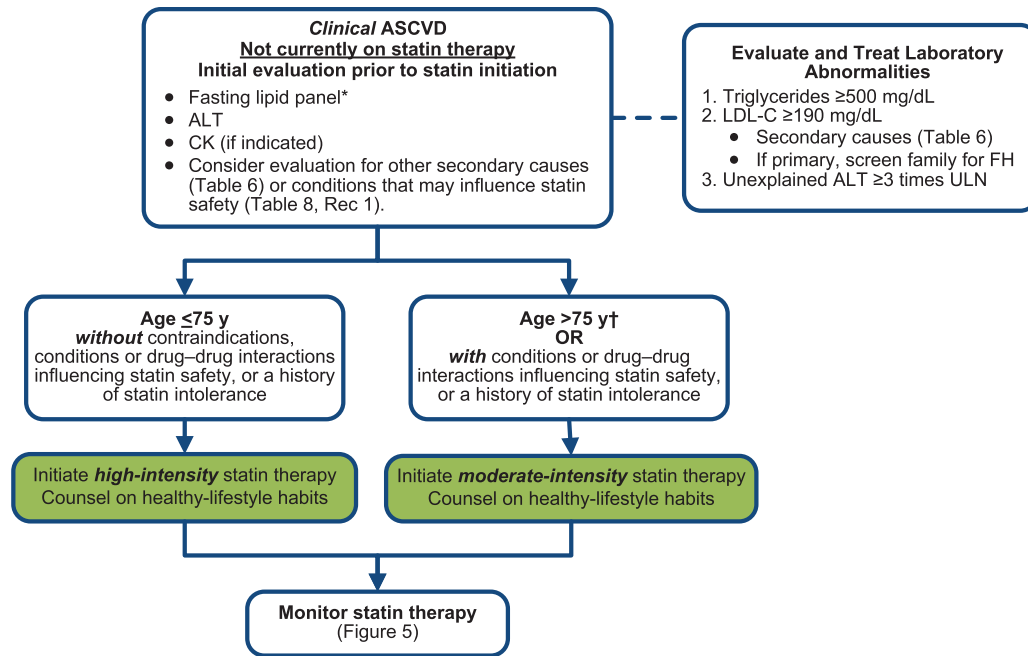 Clinical ASCVD
Not currently on statin therapy
Initial evaluation prior to statin initiation
• Fasting lipid panel*
• ALT
• CK (if indicated)
• Consider evaluation for other secondary causes
(Table 6) or conditions that may influence statin
safety (Table 8, Rec 1).
Evaluate and Treat Laboratory
Abnormalities
1. Triglycerides ≥500 mg/dL
2. LDL-C ≥190 mg/dL
• Secondary causes (Table 6)
• If primary, screen family for FH
3. Unexplained ALT ≥3 times ULN
Age ≤75 y
without contraindications,
conditions or drug–drug interactions
influencing statin safety, or a history
of statin intolerance
Age >75 y†
OR
with conditions or drug–drug
interactions influencing statin safety,
or a history of statin intolerance
Initiate high-intensity statin therapy
Counsel on healthy-lifestyle habits
Initiate moderate-intensity statin therapy
Counsel on healthy-lifestyle habits
Monitor statin therapy
(Figure 5)